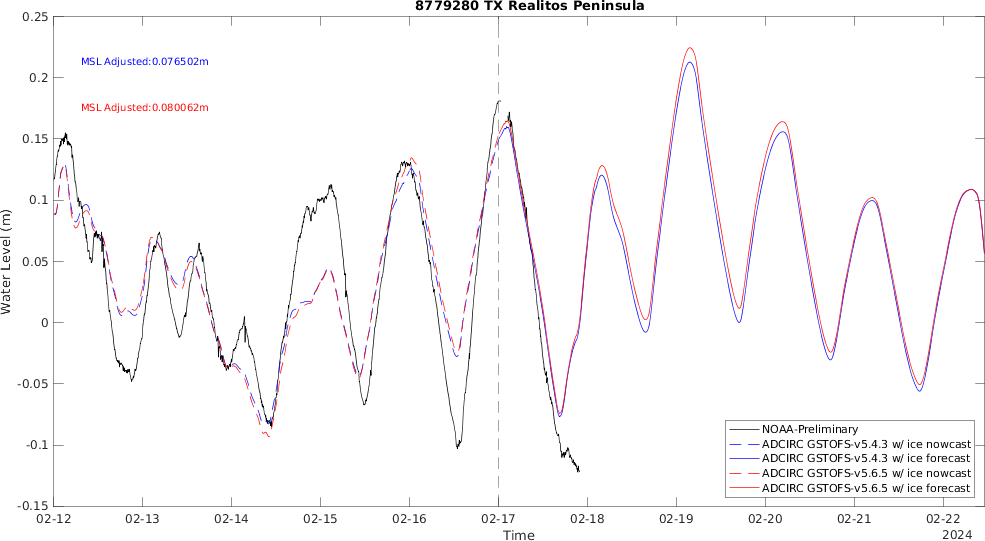 8779280 TX Realitos Peninsula
0.25
MSL Adjusted:0.076502m
0.2
MSL Adjusted:0.080062m
0.15
0.1
Water Level (m)
0.05
0
-0.05
-0.1
-0.15
NOAA-Preliminary
ADCIRC GSTOFS-v5.4.3 w/ ice nowcast
ADCIRC GSTOFS-v5.4.3 w/ ice forecast
ADCIRC GSTOFS-v5.6.5 w/ ice nowcast
ADCIRC GSTOFS-v5.6.5 w/ ice forecast
02-12 02-13 02-14 02-15 02-16 02-17 02-18 02-19 02-20 02-21 02-22
Time
2024